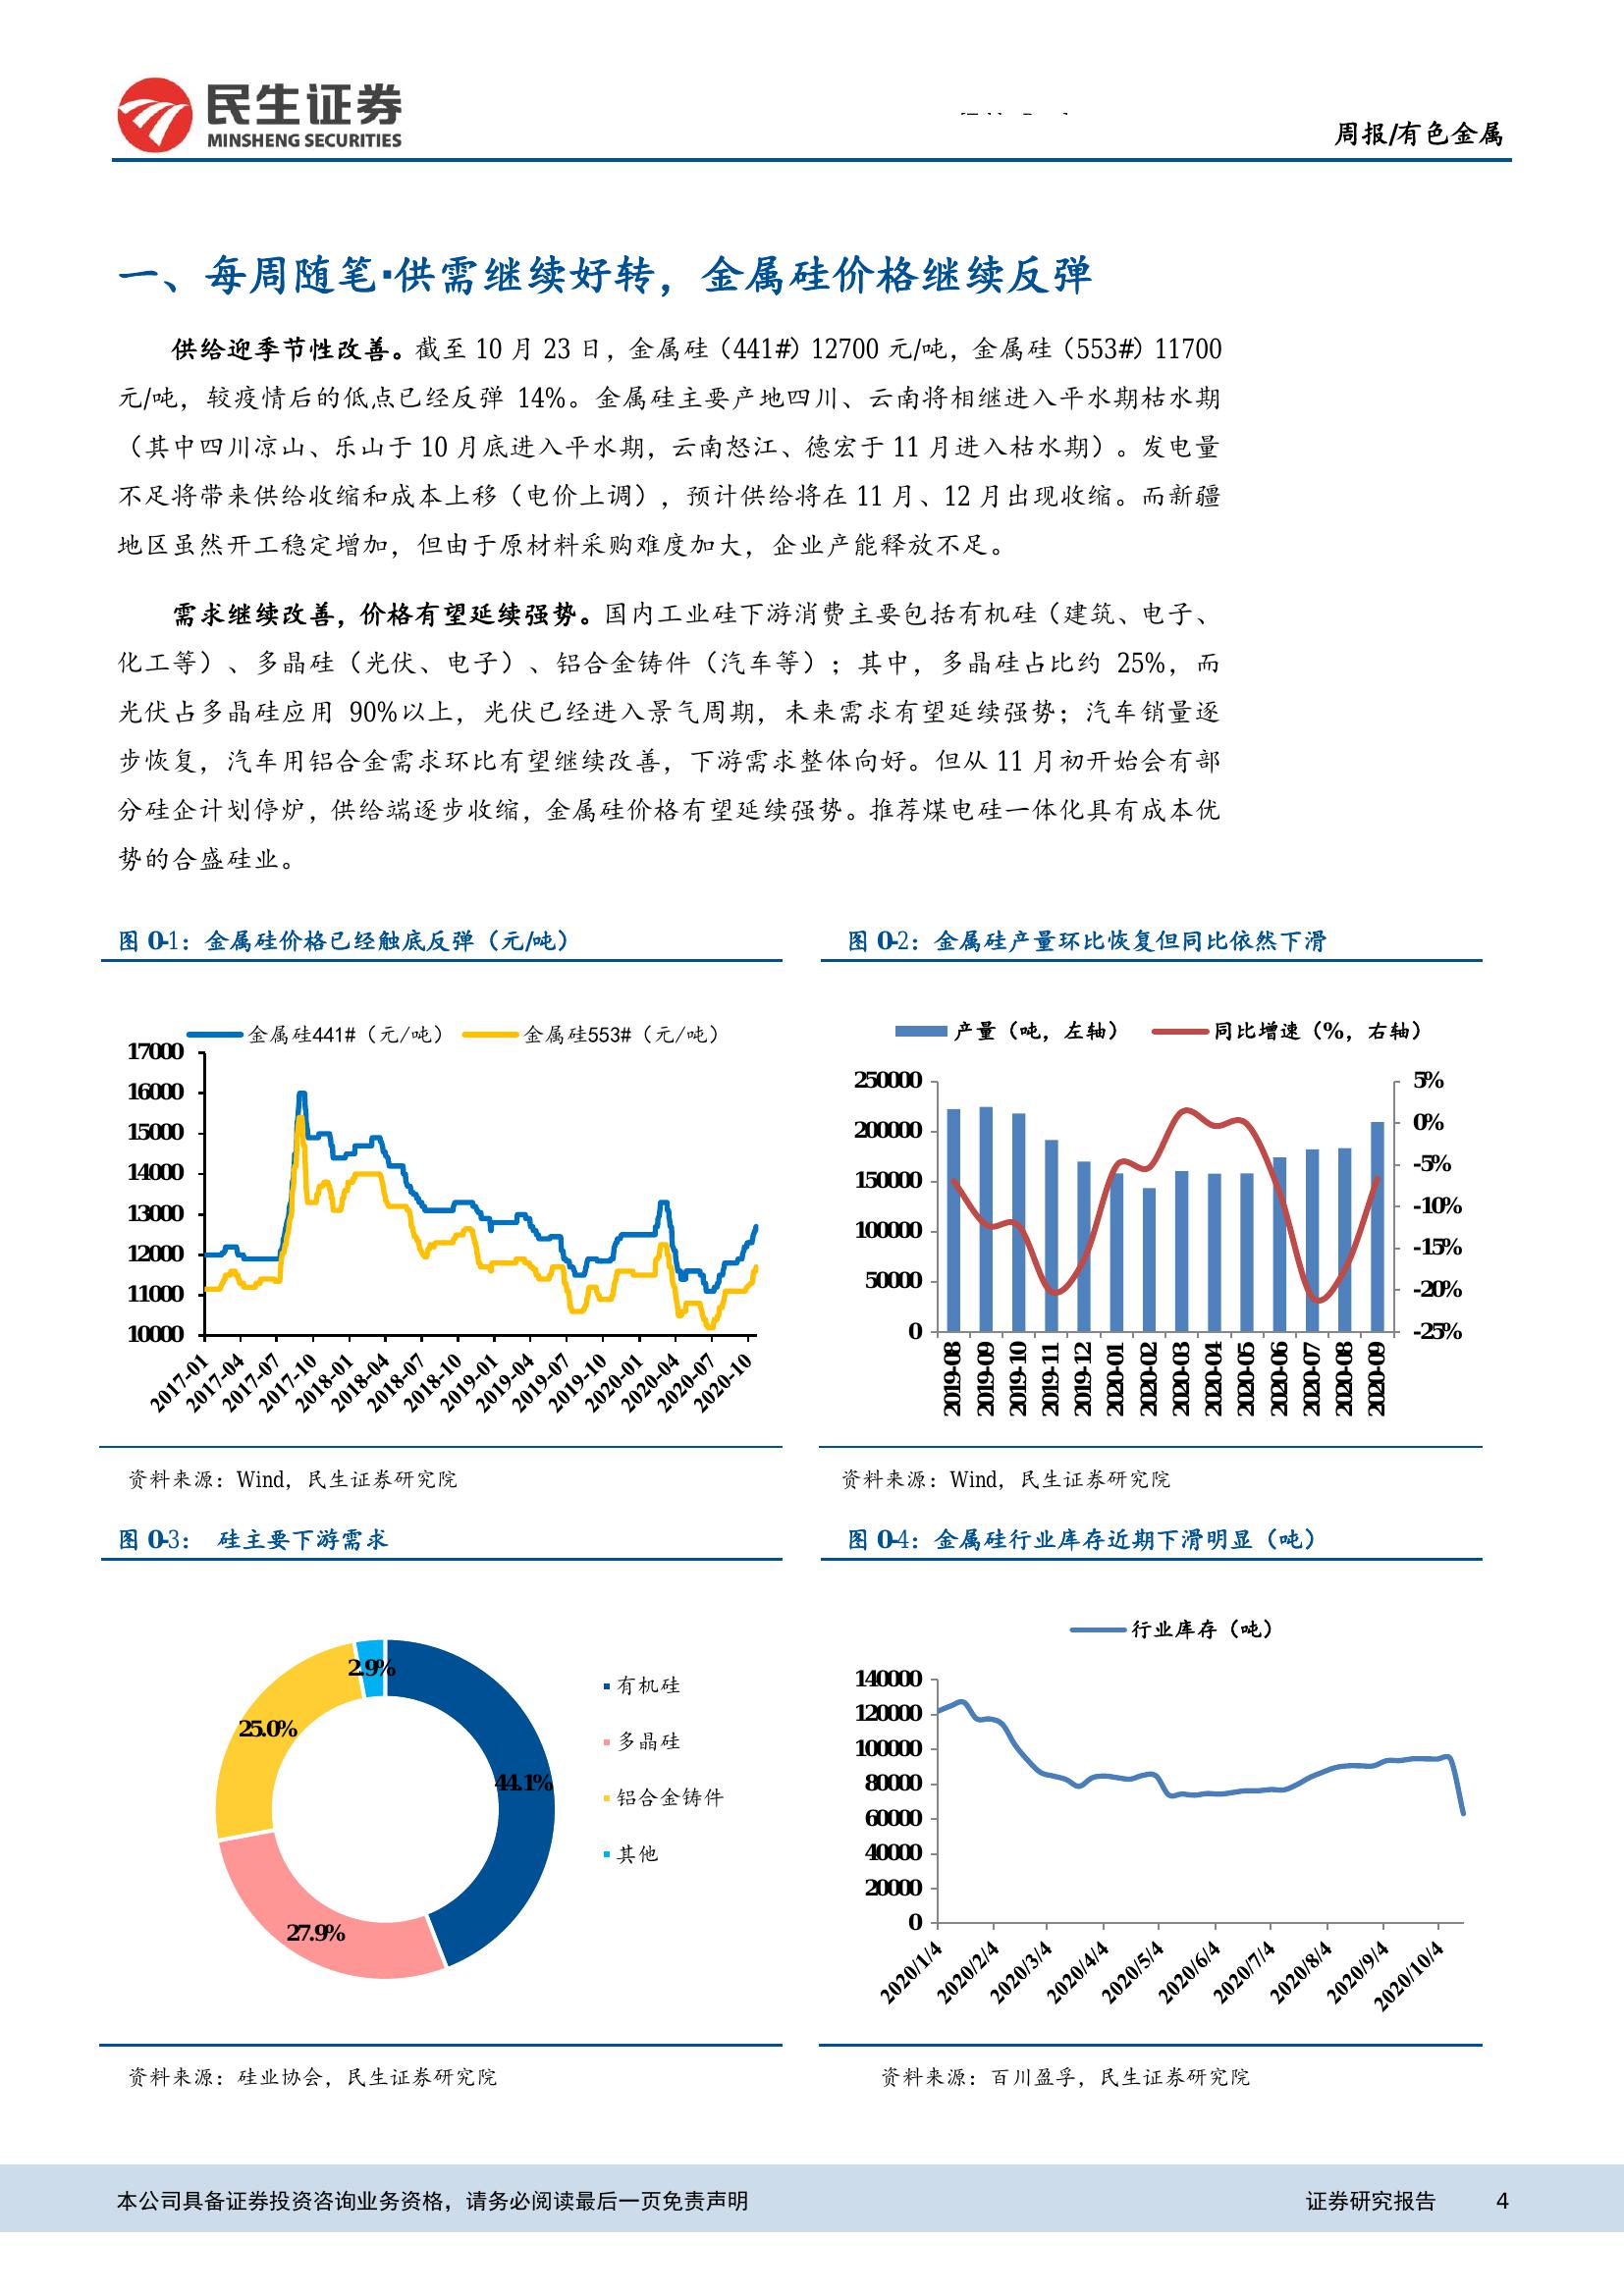 民生证券
MINSHENG SECURITIES
周报/有色金属
一、每周随笔·供需继续好转，金属硅价格继续反弹
供给迎季节性改善。截至 10 月 23 日，金属硅（441#）12700 元/吨，金属硅（553#）11700
元/吨，较疫情后的低点已经反弹 14%。金属硅主要产地四川、云南将相继进入平水期枯水期
（其中四川凉山、乐山于 10 月底进入平水期，云南怒江、德宏于 11 月进入枯水期）。发电量
不足将带来供给收缩和成本上移（电价上调），预计供给将在 11 月、12 月出现收缩。而新疆
地区虽然开工稳定增加，但由于原材料采购难度加大，企业产能释放不足。
需求继续改善，价格有望延续强势。国内工业硅下游消费主要包括有机硅（建筑、电子、
化工等）、多晶硅（光伏、电子）、铝合金铸件（汽车等）；其中，多晶硅占比约 25%，而
光伏占多晶硅应用 90%以上，光伏已经进入景气周期，未来需求有望延续强势；汽车销量逐
步恢复，汽车用铝合金需求环比有望继续改善，下游需求整体向好。但从 11 月初开始会有部
分硅企计划停炉，供给端逐步收缩，金属硅价格有望延续强势。推荐煤电硅一体化具有成本优
势的合盛硅业。
图 0-1：金属硅价格已经触底反弹（元/吨）
金属硅441#（元/吨） 金属硅553#（元/吨）
17000
16000
15000
14000
13000
12000
11000
10000
2017-01 2017-04 2017-07 2017-10 2018-01 2018-04 2018-07 2018-10 2019-01 2019-04 2019-07 2019-10 2020-01 2020-04 2020-07 2020-10
资料来源：Wind，民生证券研究院
图 0-2：金属硅产量环比恢复但同比依然下滑
产量（吨，左轴） 同比增速（%，右轴）
250000
200000
150000
100000
50000
0
5%
0%
-5%
-10%
-15%
-20%
-25%
2019-08 2019-09 2019-10 2019-11 2019-12 2020-01 2020-02 2020-03 2020-04 2020-05 2020-06 2020-07 2020-08 2020-09
资料来源：Wind，民生证券研究院
图 0-3： 硅主要下游需求
2.9%
25.0%
44.1%
27.9%
有机硅
多晶硅
铝合金铸件
其他
资料来源：硅业协会，民生证券研究院
图 0-4：金属硅行业库存近期下滑明显（吨）
行业库存（吨）
140000
120000
100000
80000
60000
40000
20000
0
2020/1/4 2020/2/4 2020/3/4 2020/4/4 2020/5/4 2020/6/4 2020/7/4 2020/8/4 2020/9/4 2020/10/4
资料来源：百川盈孚，民生证券研究院
本公司具备证券投资咨询业务资格，请务必阅读最后一页免责声明
证券研究报告 4